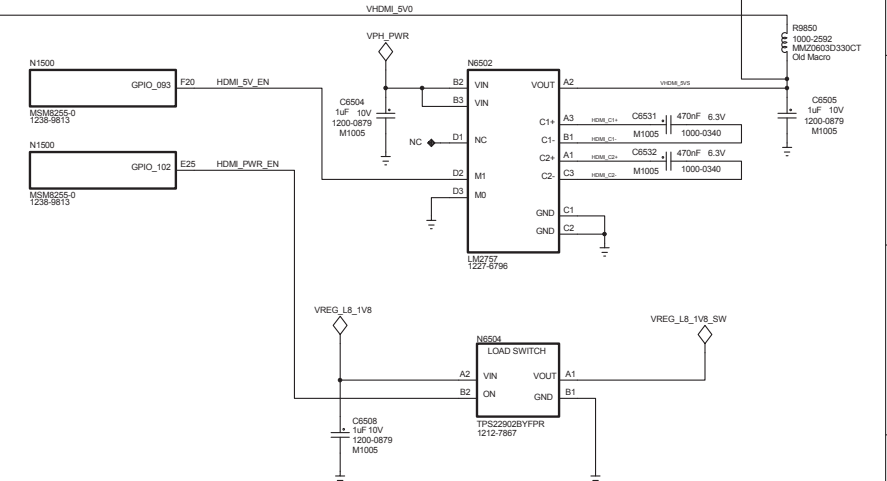 VHDMI_5V0
R9850
1000-2592
MMZ0603D330CT
Old Macro
VPH_PWR
N1500
GPIO_093
F20
HDMI_5V_EN
MSM8255-0
1238-9813
C6504
1uF 10V
1200-0879
M1005
N6502
B2
VIN
B3
VIN
NC
D1
NC
D2
M1
D3
M0
VOUT
A2
VHDMI_5VS
C1+
A3
HDMI_C1+
C1-
B1
HDMI_C1-
C2+
A1
HDMI_C2+
C2-
C3
HDMI_C2-
GND
C1
GND
C2
LM2757
1227-6796
C6531
470nF 6.3V
M1005
1000-0340
C6532
470nF 6.3V
M1005
1000-0340
C6505
1uF 10V
1200-0879
M1005
N1500
GPIO_102
E25
HDMI_PWR_EN
MSM8255-0
1238-9813
VREG_L8_1V8
N6504
LOAD SWITCH
A2
VIN
B2
ON
VOUT
A1
GND
B1
TPS22902BYFPR
1212-7867
VREG_L8_1V8_SW
C6508
1uF 10V
1200-0879
M1005